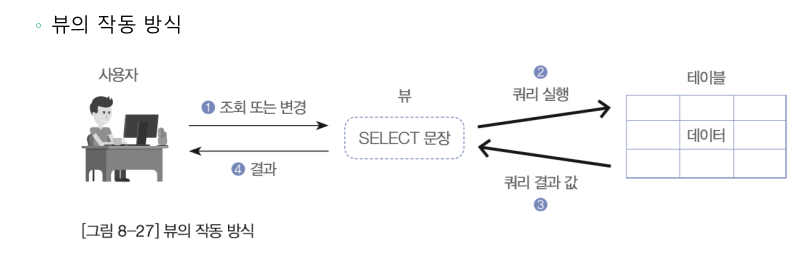 ◦ 뷰의 작동 방식
사용자
❶ 조회 또는 변경
❹ 결과
뷰
SELECT 문장
❷
쿼리 실행
쿼리 결과 값
❸
테이블
데이터
[그림 8-27] 뷰의 작동 방식